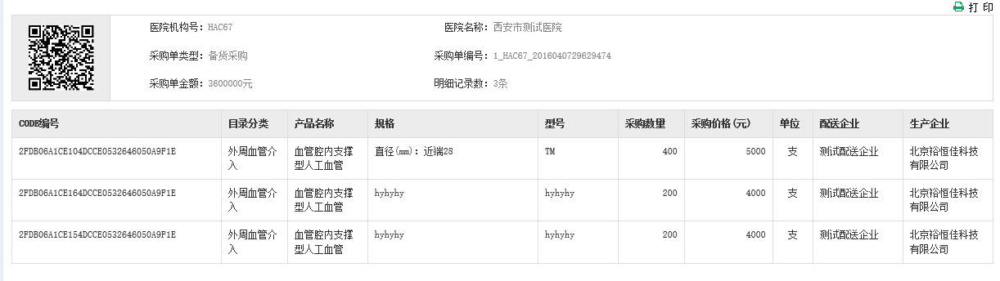 打 印
医院机构号：HAC67 医院名称：西安市测试医院
采购单类型：备货采购 采购单编号：1_HAC67_2016040729629474
采购单金额：3600000元 明细记录数：3条
CODE编号 目录分类 产品名称 规格 型号 采购数量 采购价格(元) 单位 配送企业 生产企业
2FDB06A1CE104DCCE0532646050A9F1E 外周血管介 血管腔内支撑 直径(mm)：近端28 TM 400 5000 支 测试配送企业 北京裕恒佳科技
入 型人工血管 有限公司
2FDB06A1CE164DCCE0532646050A9F1E 外周血管介 血管腔内支撑 hyhyhy hyhyhy 200 4000 支 测试配送企业 北京裕恒佳科技
入 型人工血管 有限公司
2FDB06A1CE154DCCE0532646050A9F1E 外周血管介 血管腔内支撑 hyhyhy hyhyhy 200 4000 支 测试配送企业 北京裕恒佳科技
入 型人工血管 有限公司